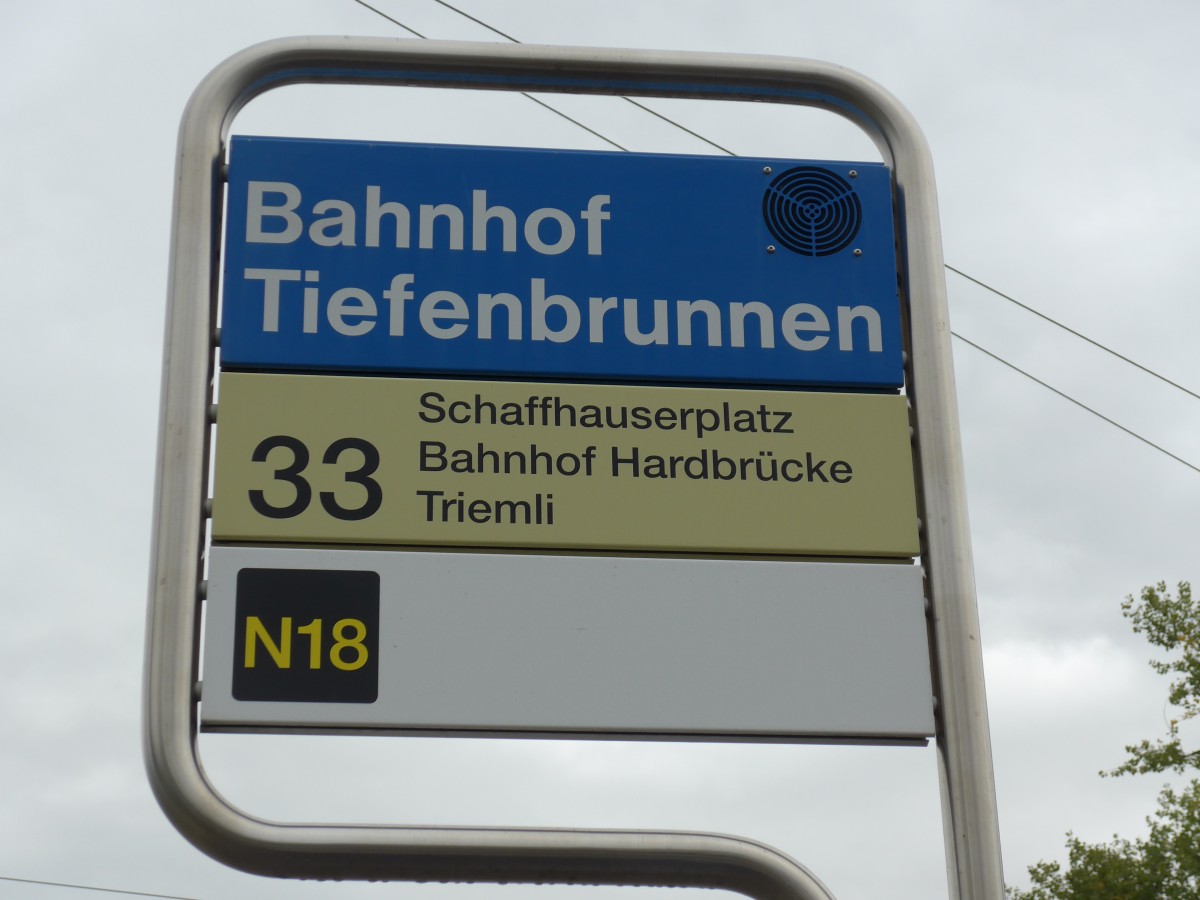 Bahnhof
Tiefenbrunnen
33
Schaffhauserplatz
Bahnhof Hardbrücke
Triemli
N18